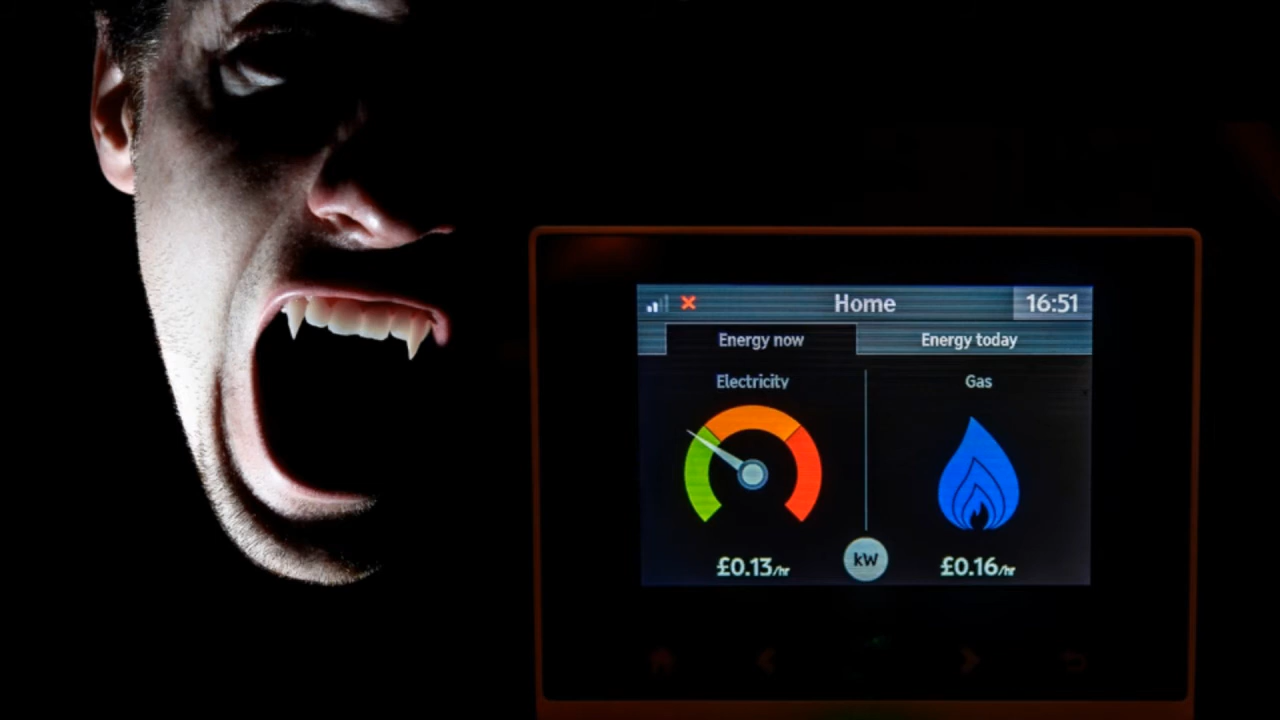 Home
16:51
Energy now
Energy today
Electricity
Gas
£0.13/hr
kW
£0.16/hr